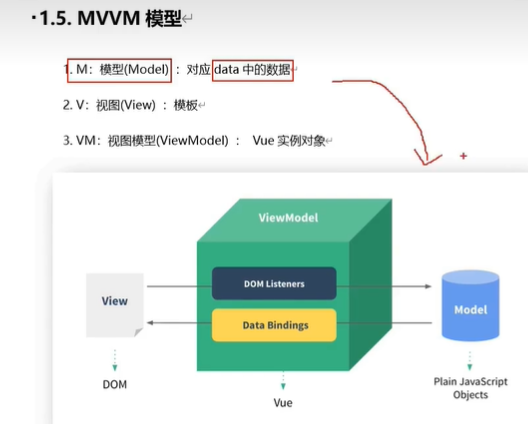 ·1.5. MVVM 模型↵
1. M：模型(Model) ：对应 data 中的数据↵
2. V：视图(View) ：模板↵
3. VM：视图模型(ViewModel) ： Vue 实例对象↵
ViewModel
DOM Listeners
View
Model
Data Bindings
DOM
Plain JavaScript
Objects
Vue